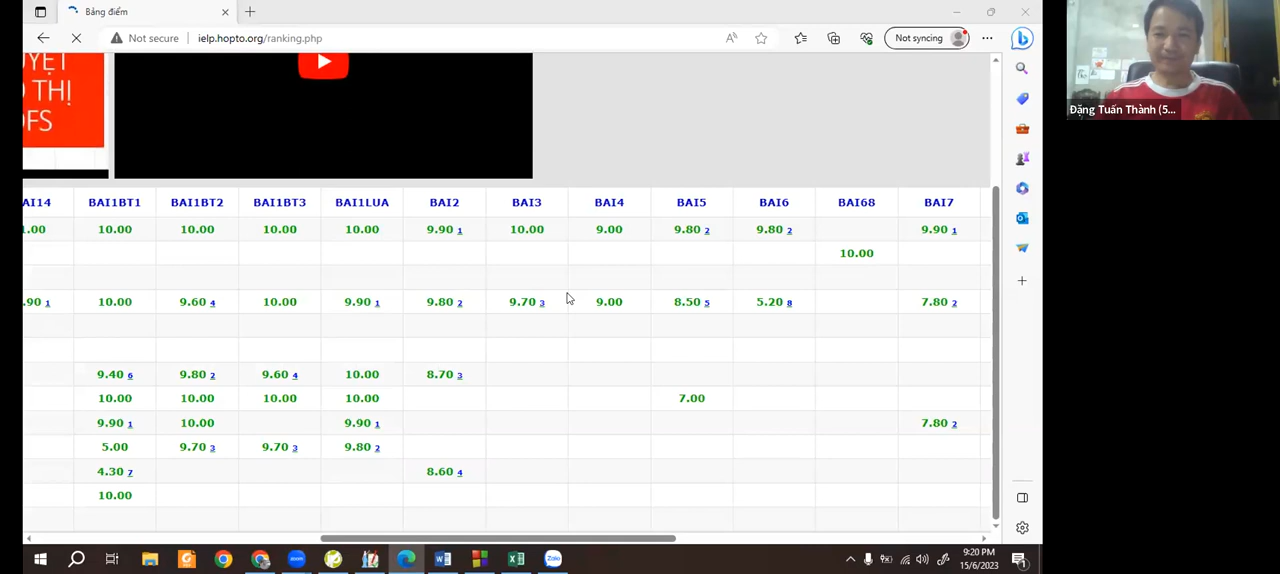 Bảng điểm
Not secure ielp.hopto.org/ranking.php Not syncing
UYỆT
THỊ
DFS
Đặng Tuấn Thành (5...
AI14 BAI1BT1 BAI1BT2 BAI1BT3 BAI1LUA BAI2 BAI3 BAI4 BAI5 BAI6 BAI68 BAI7
.00 10.00 10.00 10.00 10.00 9.90 1 10.00 9.00 9.80 2 9.80 2 9.90 1
10.00
.90 1 10.00 9.60 4 10.00 9.90 1 9.80 2 9.70 3 9.00 8.50 5 5.20 8 7.80 2
9.40 6 9.80 2 9.60 4 10.00 8.70 3
10.00 10.00 10.00 10.00 7.00
9.90 1 10.00 9.90 1 7.80 2
5.00 9.70 3 9.70 3 9.80 2
4.30 7 8.60 4
10.00
9:20 PM
15/6/2023